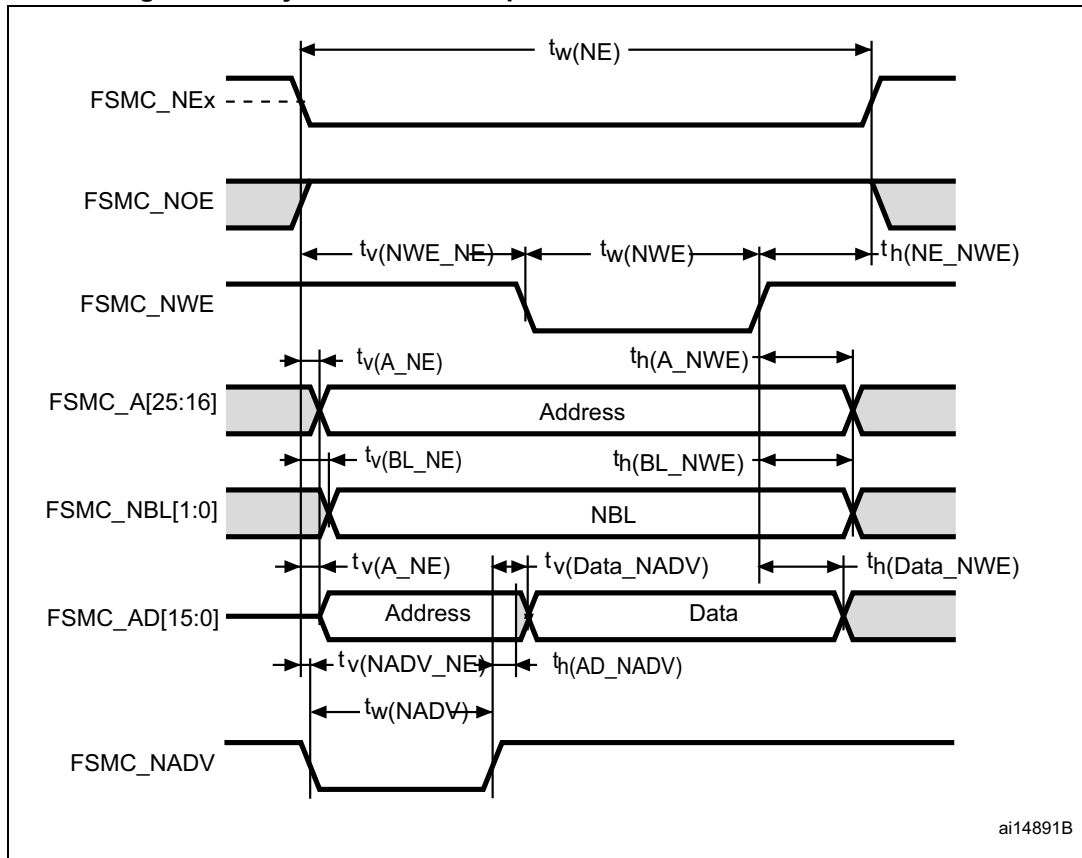 tw(NE)
FSMC_NEx
FSMC_NOE
tv(NWE_NE) tw(NWE) th(NE_NWE)
FSMC_NWE
tv(A_NE) th(A_NWE)
FSMC_A[25:16] Address
tv(BL_NE) th(BL_NWE)
FSMC_NBL[1:0] NBL
tv(A_NE) tv(Data_NADV) th(Data_NWE)
FSMC_AD[15:0] Address Data
tv(NADV_NE) th(AD_NADV)
tw(NADV)
FSMC_NADV
ai14891B